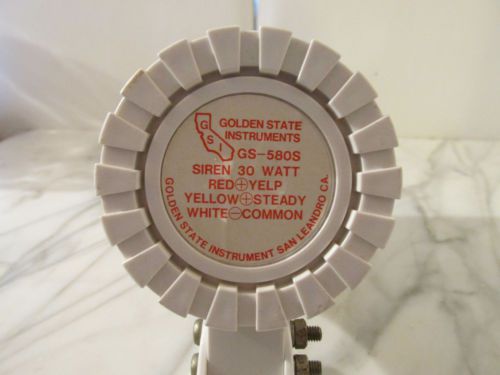 GSI
GOLDEN STATE
INSTRUMENTS
GS-580S
SIREN 30 WATT
RED⊕YELP
YELLOW⊕STEADY
WHITE⊖COMMON
GOLDEN STATE INSTRUMENT SAN LEANDRO CA.